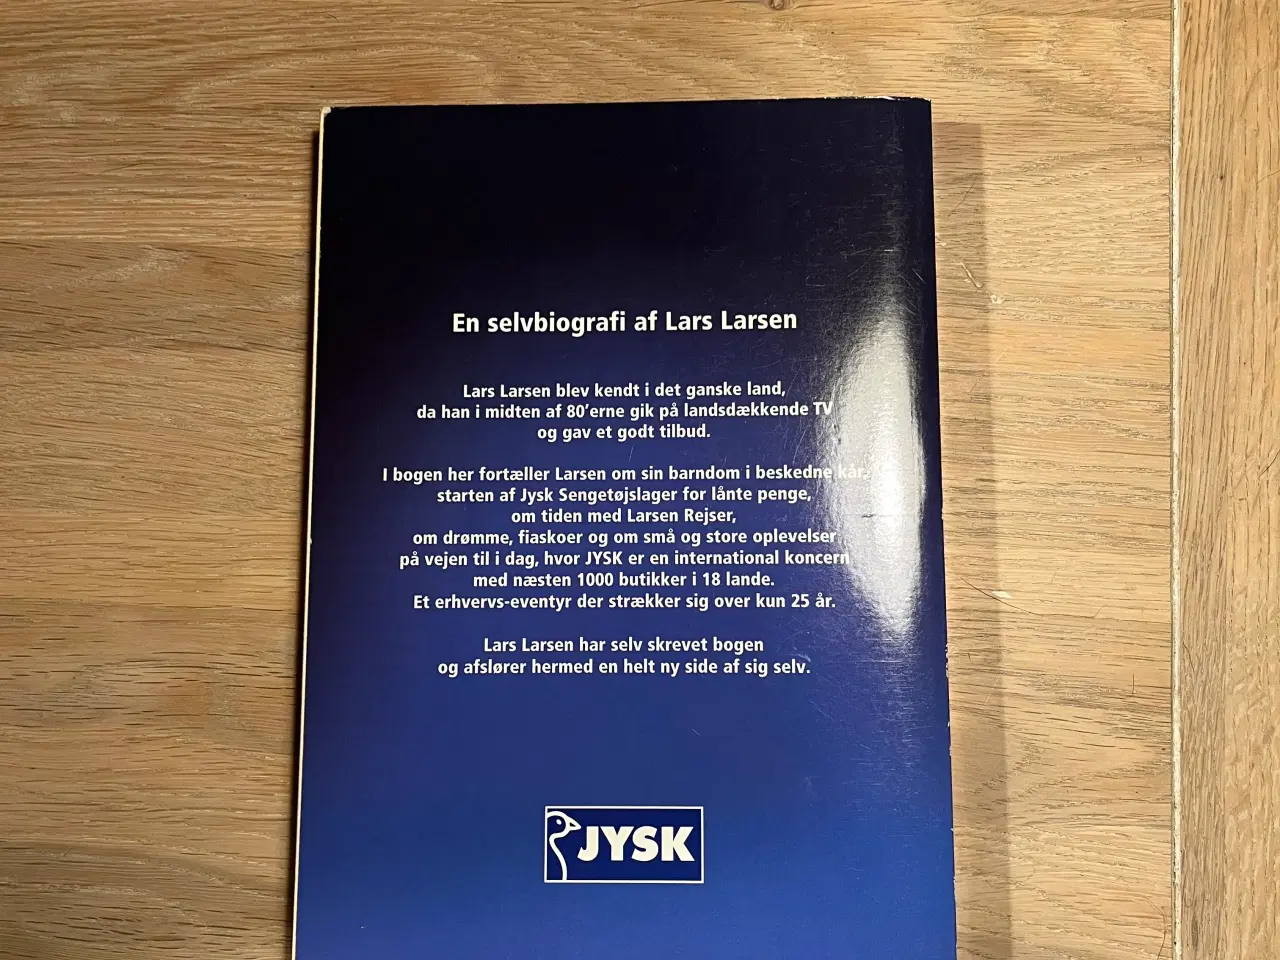 En selvbiografi af Lars Larsen
Lars Larsen blev kendt i det ganske land,
da han i midten af 80'erne gik på landsdækkende TV
og gav et godt tilbud.
I bogen her fortæller Larsen om sin barndom i beskedne kår,
starten af Jysk Sengetøjslager for lånte penge,
om tiden med Larsen Rejser,
om drømme, fiaskoer og om små og store oplevelser
på vejen til i dag, hvor JYSK er en international koncern
med næsten 1000 butikker i 18 lande.
Et erhvervs-eventyr der strækker sig over kun 25 år.
Lars Larsen har selv skrevet bogen
og afslører hermed en helt ny side af sig selv.
JYSK